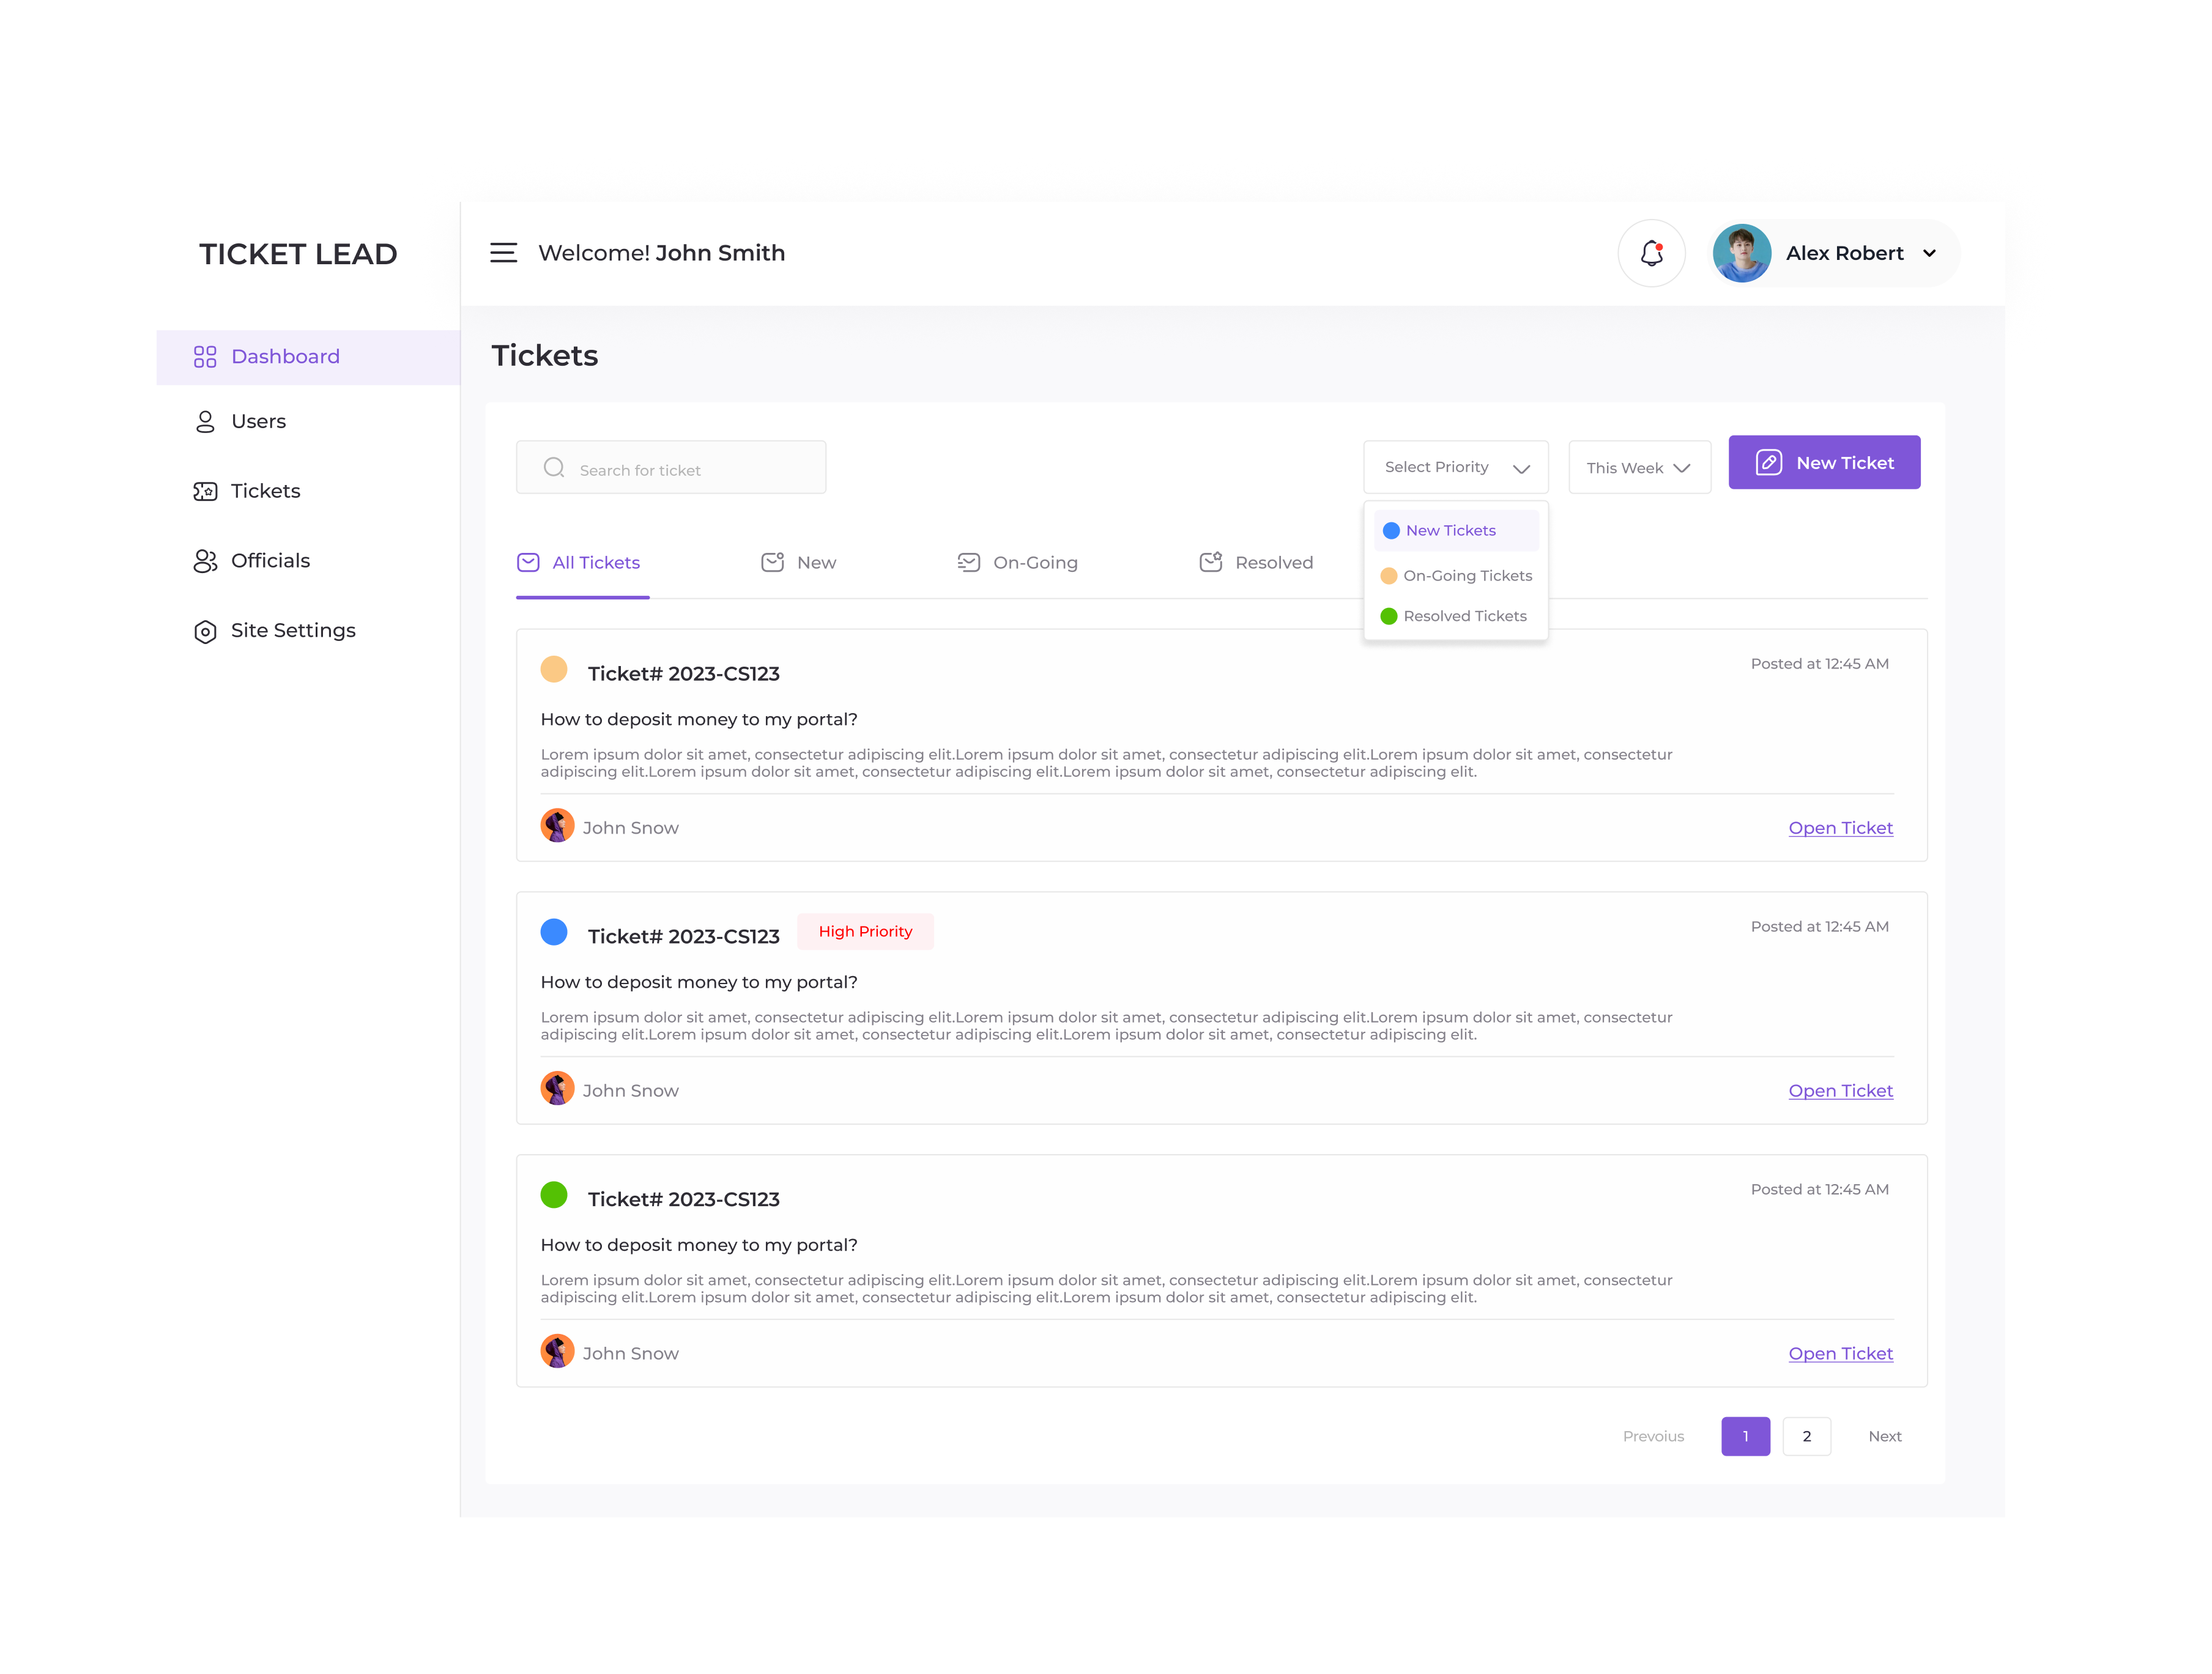 TICKET LEAD
Welcome! John Smith
Alex Robert
Dashboard
Users
Tickets
Officials
Site Settings
Tickets
Search for ticket
Select Priority
This Week
New Ticket
New Tickets
On-Going Tickets
Resolved Tickets
All Tickets
New
On-Going
Resolved
Ticket# 2023-CS123
Posted at 12:45 AM
How to deposit money to my portal?
Lorem ipsum dolor sit amet, consectetur adipiscing elit.Lorem ipsum dolor sit amet, consectetur adipiscing elit.Lorem ipsum dolor sit amet, consectetur
adipiscing elit.Lorem ipsum dolor sit amet, consectetur adipiscing elit.Lorem ipsum dolor sit amet, consectetur adipiscing elit.
John Snow
Open Ticket
Ticket# 2023-CS123
High Priority
Posted at 12:45 AM
How to deposit money to my portal?
Lorem ipsum dolor sit amet, consectetur adipiscing elit.Lorem ipsum dolor sit amet, consectetur adipiscing elit.Lorem ipsum dolor sit amet, consectetur
adipiscing elit.Lorem ipsum dolor sit amet, consectetur adipiscing elit.Lorem ipsum dolor sit amet, consectetur adipiscing elit.
John Snow
Open Ticket
Ticket# 2023-CS123
Posted at 12:45 AM
How to deposit money to my portal?
Lorem ipsum dolor sit amet, consectetur adipiscing elit.Lorem ipsum dolor sit amet, consectetur adipiscing elit.Lorem ipsum dolor sit amet, consectetur
adipiscing elit.Lorem ipsum dolor sit amet, consectetur adipiscing elit.Lorem ipsum dolor sit amet, consectetur adipiscing elit.
John Snow
Open Ticket
Prevoius
1
2
Next